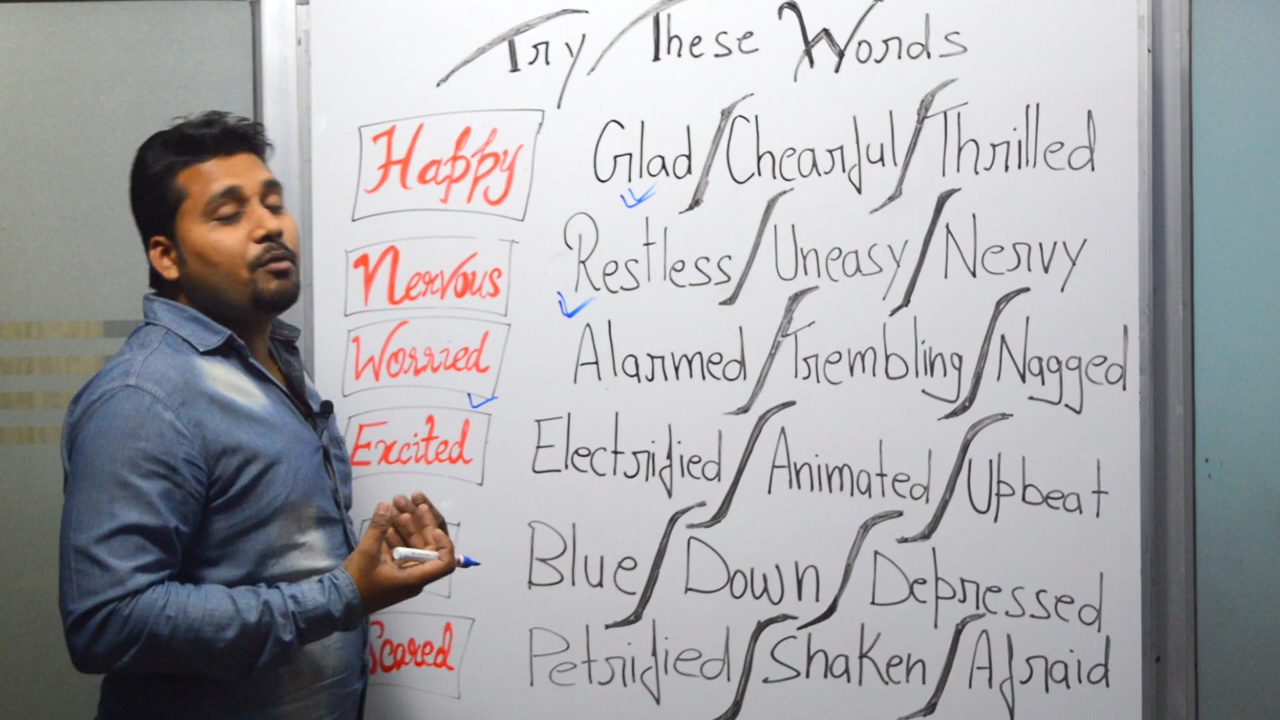 Try These Words
Happy Glad/Chearful/Thrilled
Nervous Restless/Uneasy/Nervy
Worried Alarmed/Trembling/Nagged
Excited Electrified/Animated/Upbeat
Blue/Down/Depressed
Scared Petrified/Shaken/Afraid